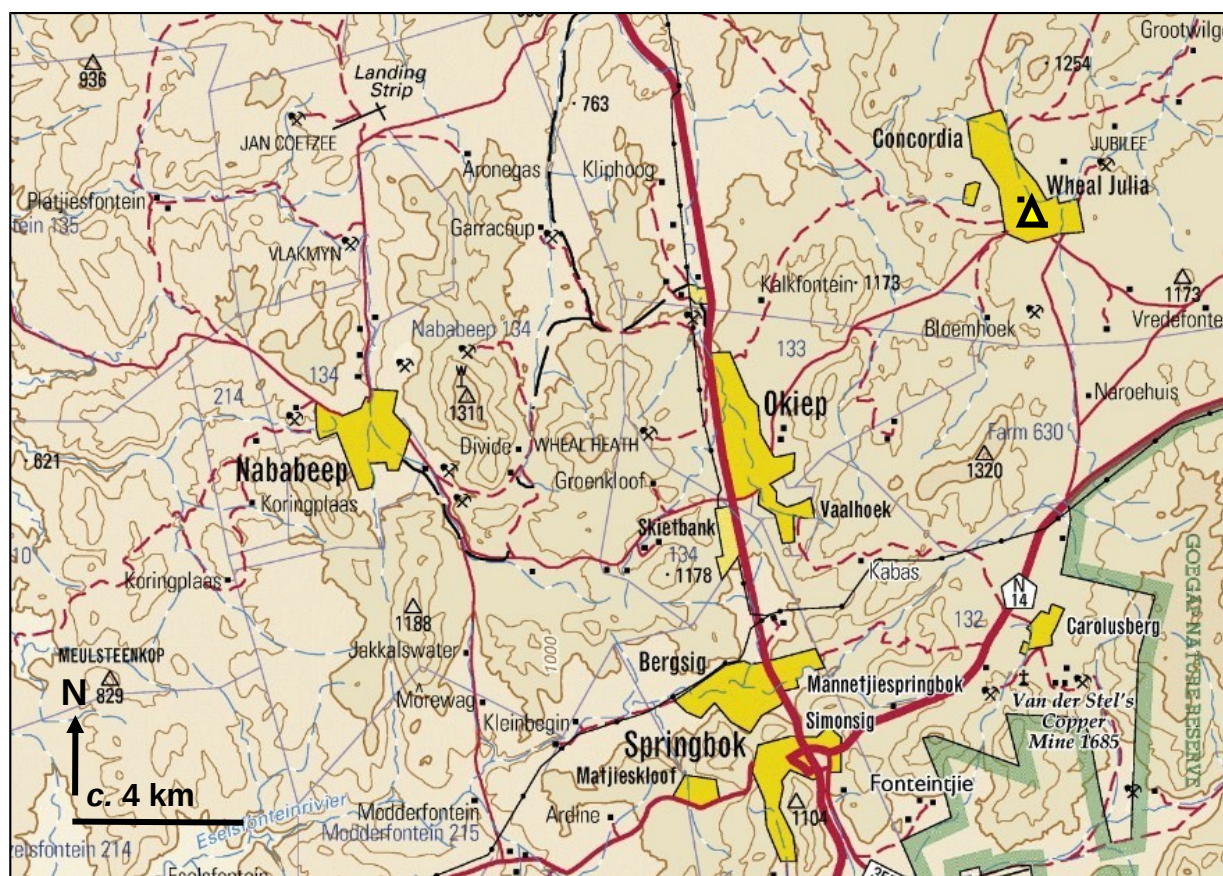 Grootwilge
936
1254
Landing
Strip
763
Concordia
JAN COETZEE
JUBILEE
Aronegas
Kliphoog
Wheal Julia
Platjiesfontein
tein 135
Garracoup
VLAKMYN
Kalkfontein
1173
1173
Bloemhoek
Vredefonte
Nababeep 134
133
134
214
1311
Okiep
Naroehuis
Divide
WHEAL HEATH
Farm 630
621
1320
Nababeep
Groenkloof
Koringplaas
Vaalhoek
Skietbank
10
134
1178
Kabas
Koringplaas
N
14
GOEGAP NATURE RESERVE
1188
132
Carolusberg
MEULSTEENKOP
Jakkalswater
1000
Bergsig
829
N
Mannetjiespringbok
Môrewag
Van der Stel's
Copper
Mine 1685
Kleinbegin
Simonsig
Springbok
Matjieskloof
Fonteintjie
c. 4 km
Modderfontein
Ardine
1104
Eselsfonteinrivier
Modderfontein 215
velsfontein 214
Eselsfontein